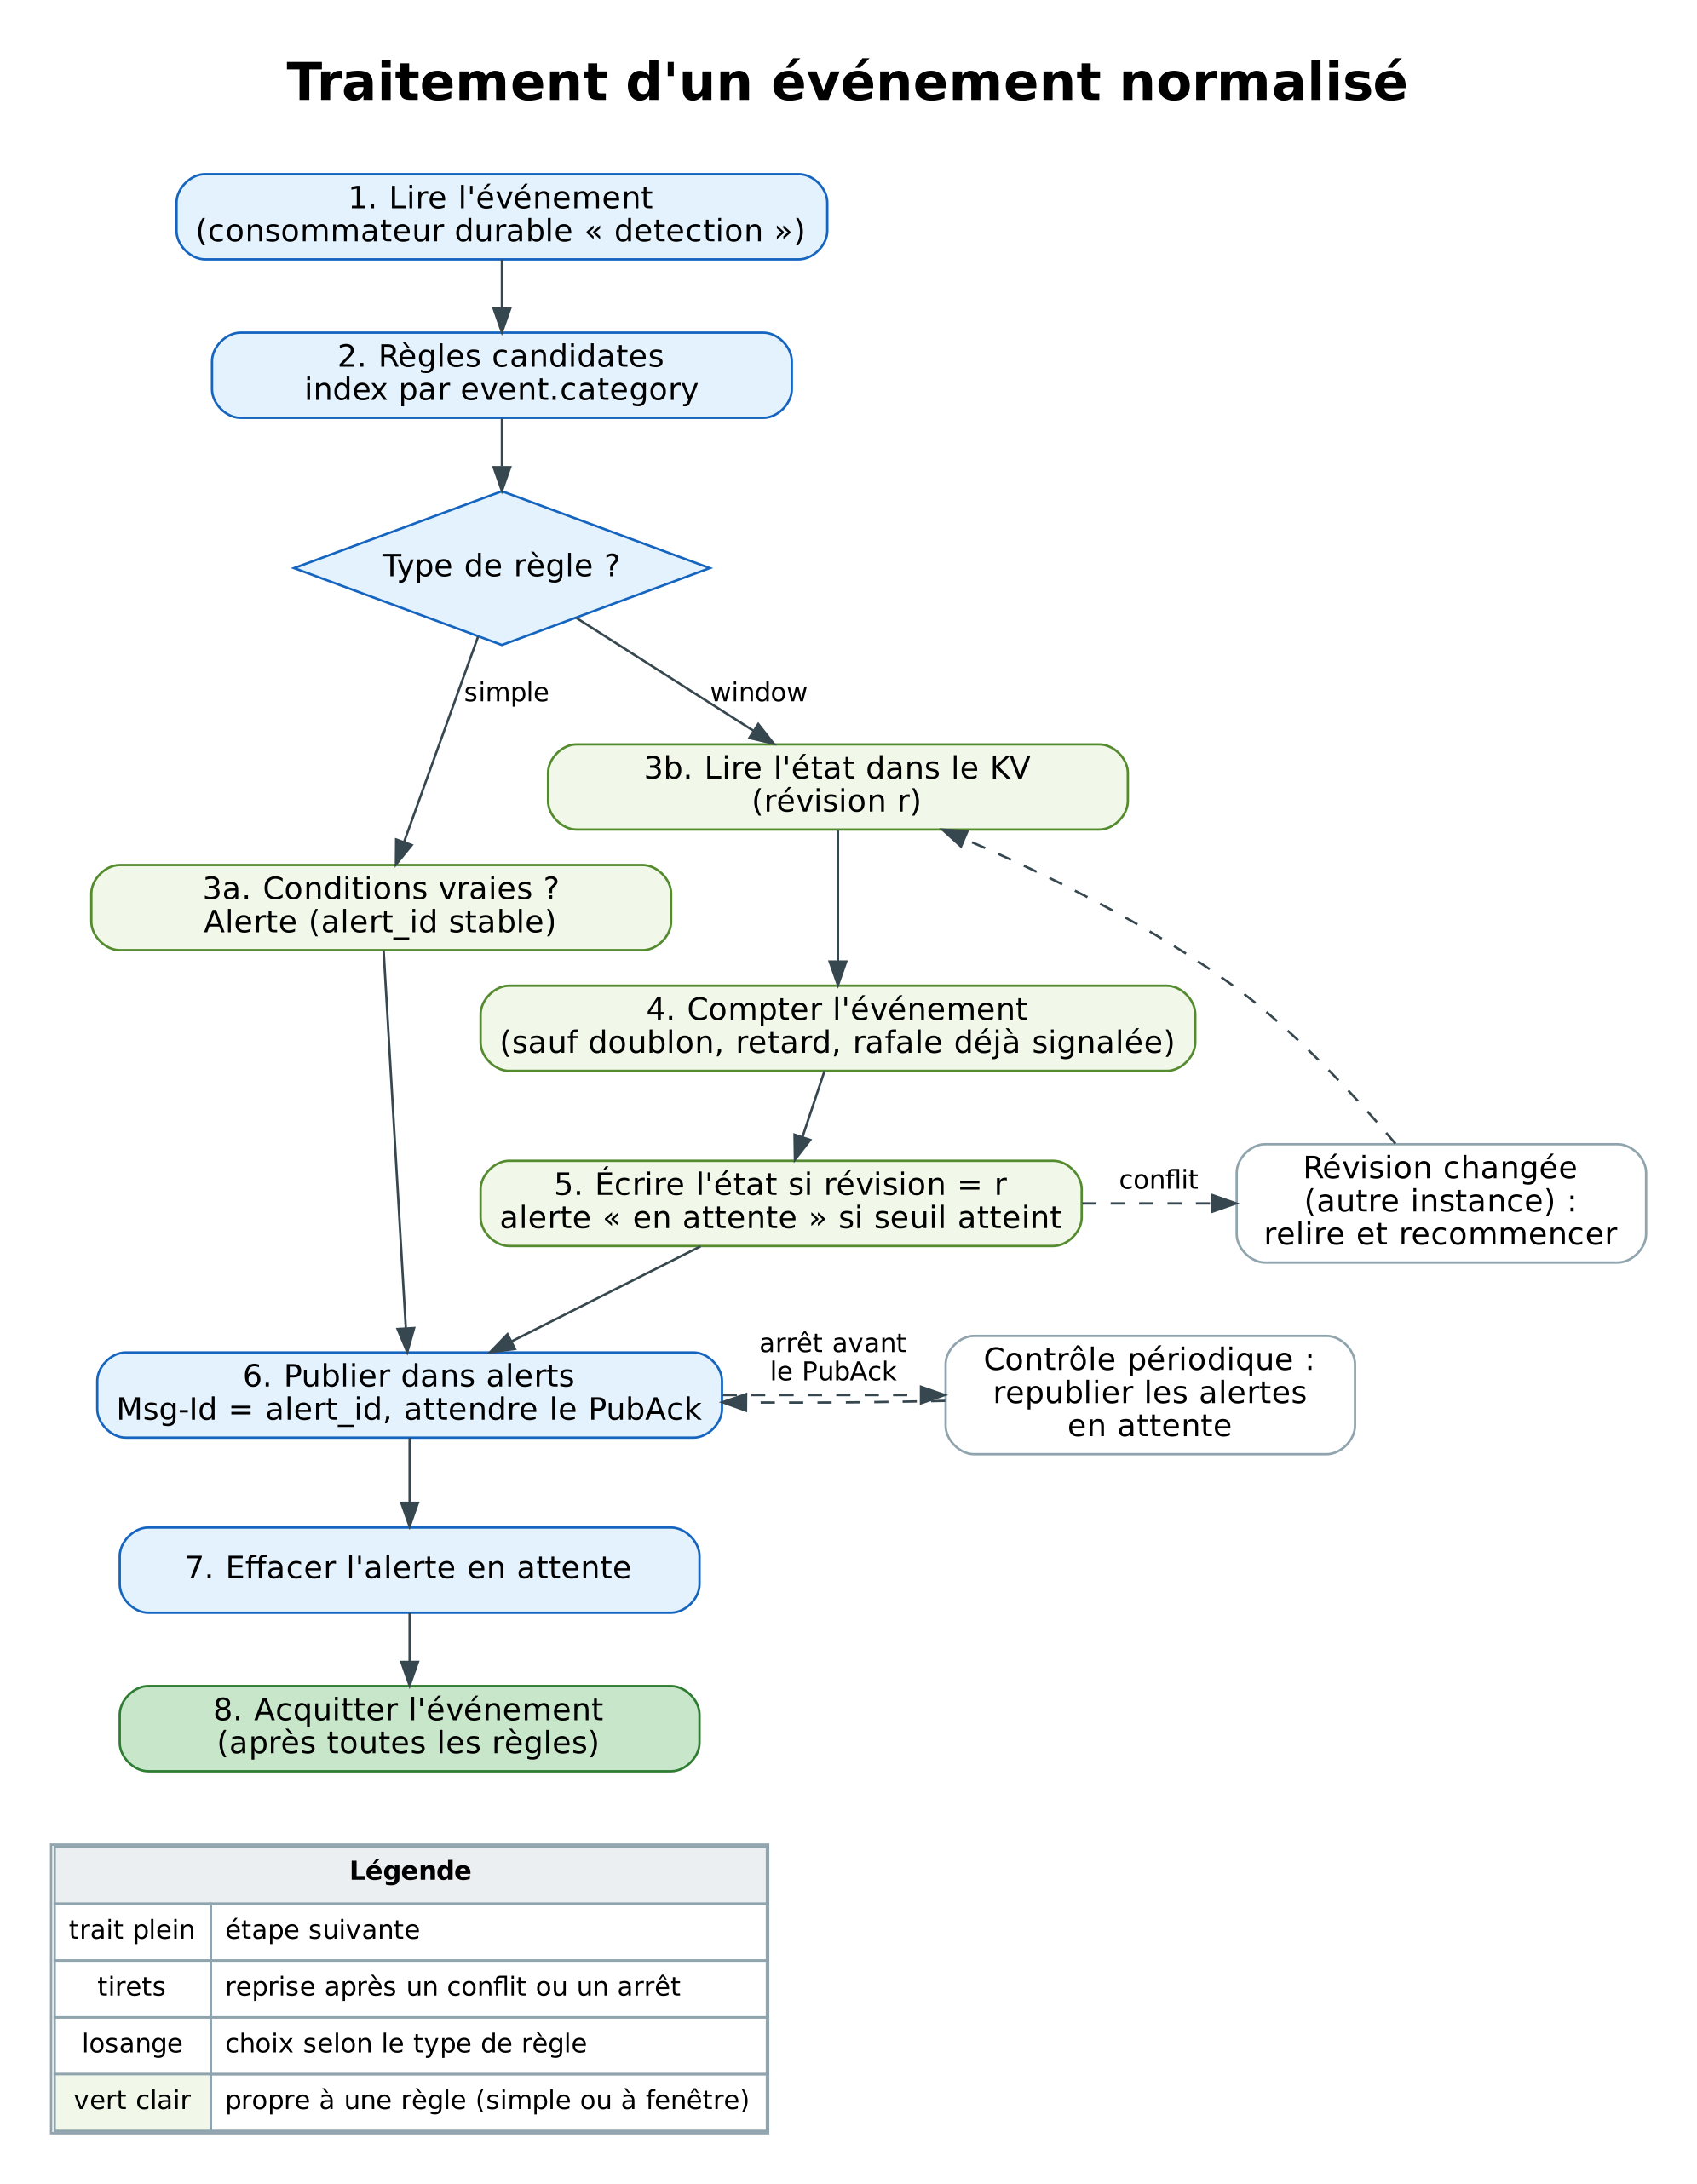 Traitement d'un événement normalisé
1. Lire l'événement
(consommateur durable « detection »)
2. Règles candidates
index par event.category
Type de règle ?
simple
window
3b. Lire l'état dans le KV
(révision r)
3a. Conditions vraies ?
Alerte (alert_id stable)
4. Compter l'événement
(sauf doublon, retard, rafale déjà signalée)
5. Écrire l'état si révision = r
alerte « en attente » si seuil atteint
conflit
Révision changée
(autre instance) :
relire et recommencer
6. Publier dans alerts
Msg-Id = alert_id, attendre le PubAck
arrêt avant
le PubAck
Contrôle périodique :
republier les alertes
en attente
7. Effacer l'alerte en attente
8. Acquitter l'événement
(après toutes les règles)
Légende
trait plein étape suivante
tirets reprise après un conflit ou un arrêt
losange choix selon le type de règle
vert clair propre à une règle (simple ou à fenêtre)